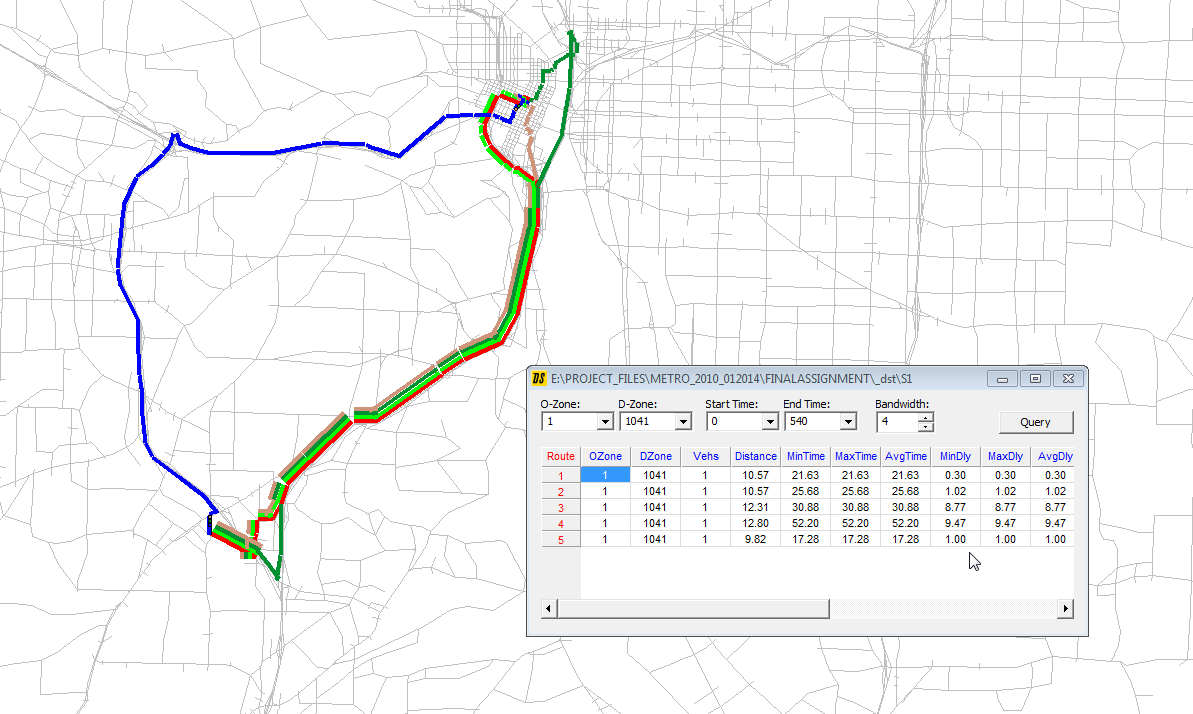 DS E:\PROJECT_FILES\METRO_2010_012014\FINALASSIGNMENT\_dst\S1
O-Zone: D-Zone: Start Time: End Time: Bandwidth:
1 1041 0 540 4 Query
Route OZone DZone Vehs Distance MinTime MaxTime AvgTime MinDly MaxDly AvgDly
1 1 1041 1 10.57 21.63 21.63 21.63 0.30 0.30 0.30
2 1 1041 1 10.57 25.68 25.68 25.68 1.02 1.02 1.02
3 1 1041 1 12.31 30.88 30.88 30.88 8.77 8.77 8.77
4 1 1041 1 12.80 52.20 52.20 52.20 9.47 9.47 9.47
5 1 1041 1 9.82 17.28 17.28 17.28 1.00 1.00 1.00